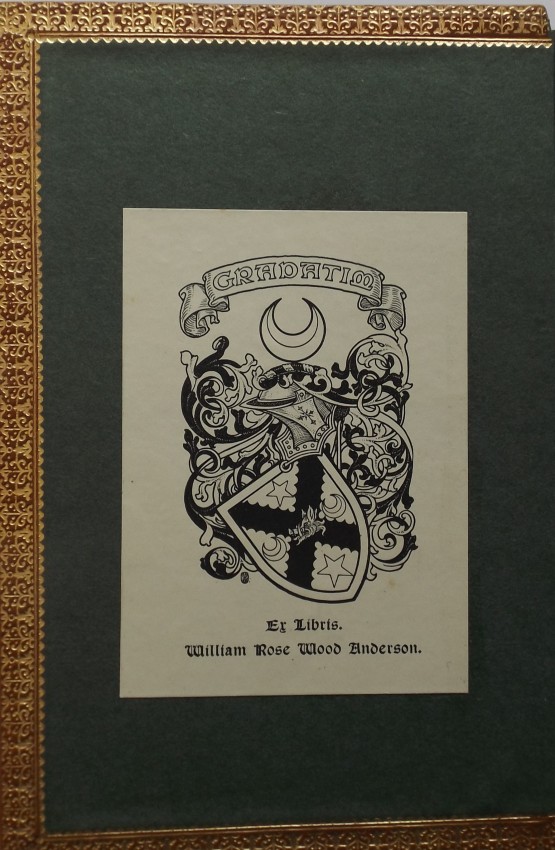 GRADATIM
Ex Libris.
William Rose Wood Anderson.